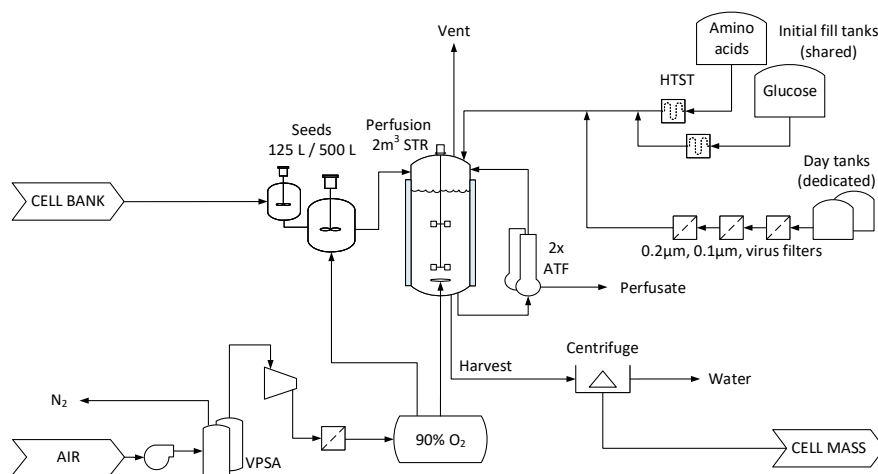 Vent
Amino
acids
Initial fill tanks
(shared)
HTST
Glucose
Seeds
125 L / 500 L
Perfusion
2m³ STR
Day tanks
(dedicated)
CELL BANK
0.2µm, 0.1µm, virus filters
2x
ATF
Perfusate
Harvest
Centrifuge
Water
N₂
AIR
VPSA
90% O₂
CELL MASS